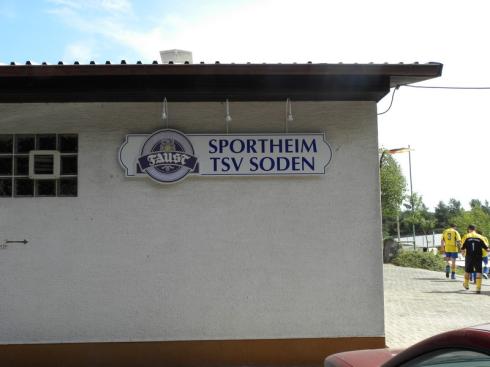 FAUST
SPORTHEIM
TSV SODEN